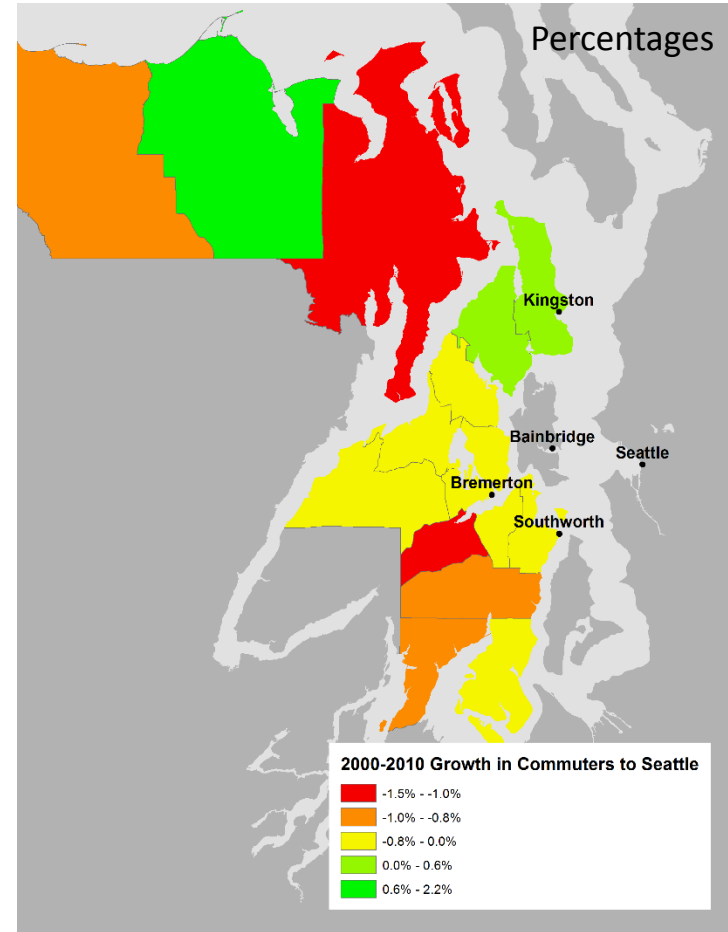 Percentages
Kingston
Bainbridge
Seattle
Bremerton
Southworth
2000-2010 Growth in Commuters to Seattle
-1.5% - -1.0%
-1.0% - -0.8%
-0.8% - 0.0%
0.0% - 0.6%
0.6% - 2.2%